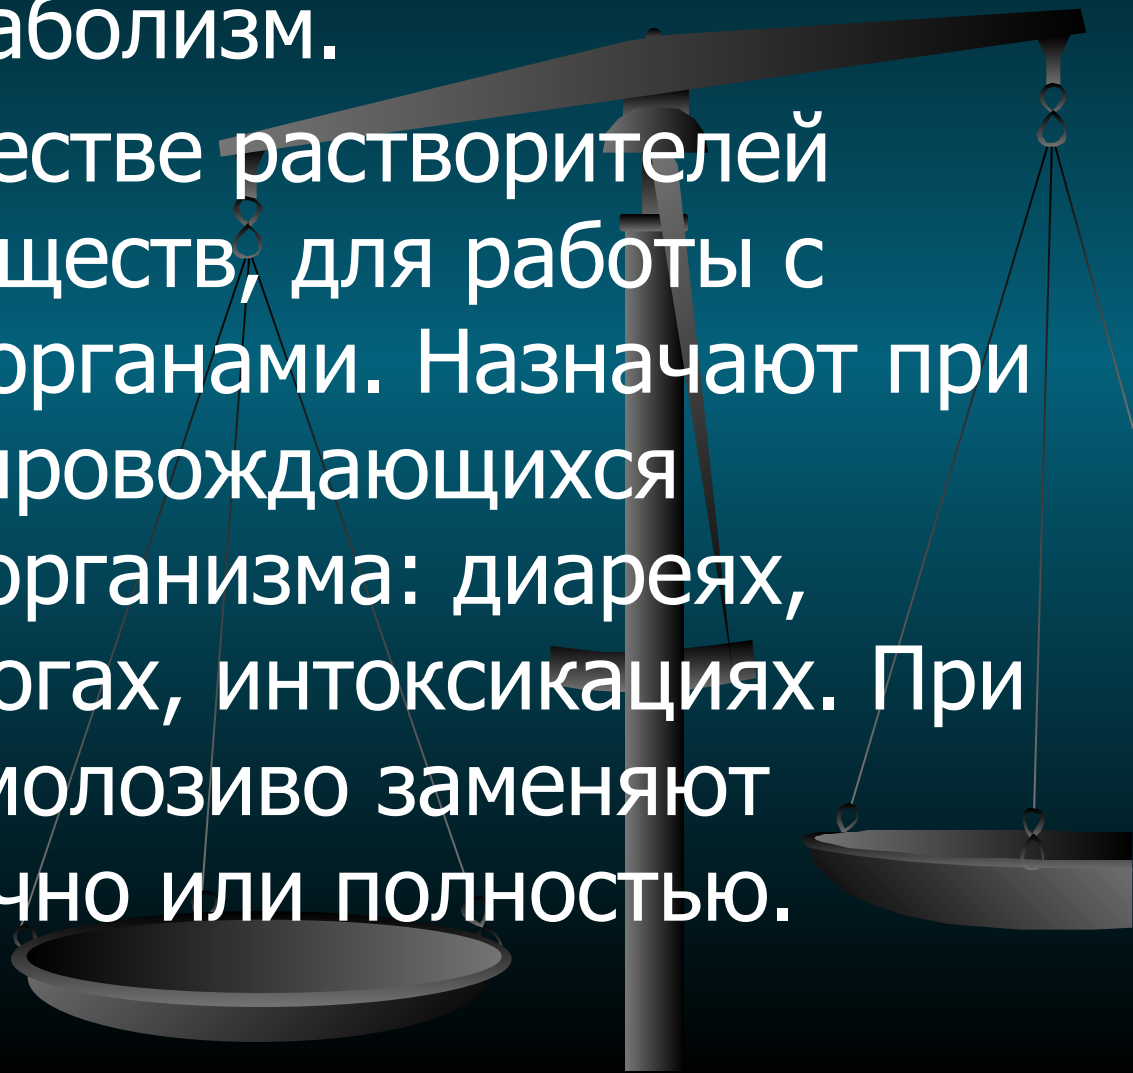 аболизм.
естве растворителей
ществ, для работы с
органами. Назначают при
провождающихся
организма: диареях,
огах, интоксикациях. При
молозиво заменяют
чно или полностью.